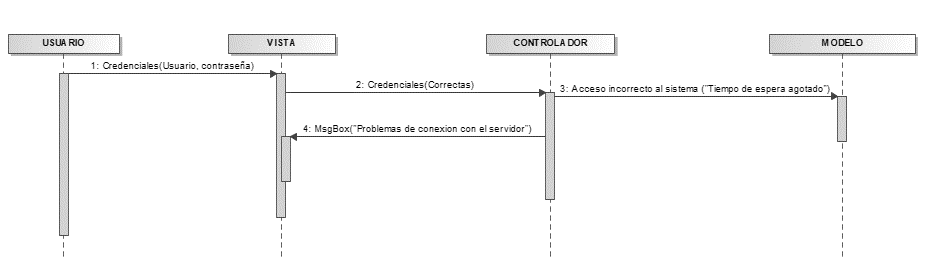 USUARIO
VISTA
CONTROLADOR
MODELO
1: Credenciales(Usuario, contraseña)
2: Credenciales(Correctas)
3: Acceso incorrecto al sistema ("Tiempo de espera agotado")
4: MsgBox("Problemas de conexion con el servidor")